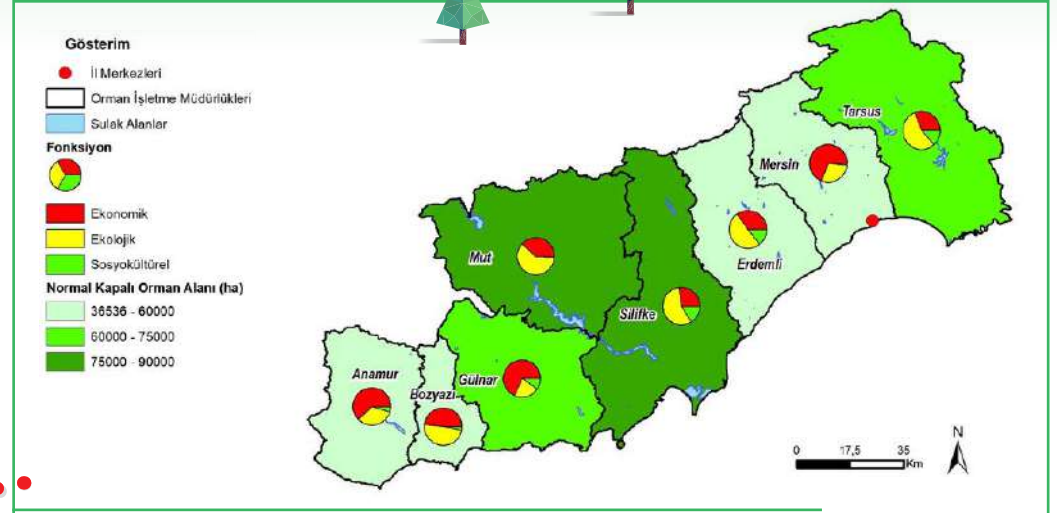 Gösterim
İl Merkezleri
Orman İşletme Müdürlükleri
Sulak Alanlar
Fonksiyon
Ekonomik
Ekolojik
Sosyokültürel
Normal Kapalı Orman Alanı (ha)
36536 - 60000
60000 - 75000
75000 - 90000
Tarsus
Mersin
Erdemli
Mut
Silifke
Gülnar
Anamur
Bozyazı
N
0 17,5 35
Km